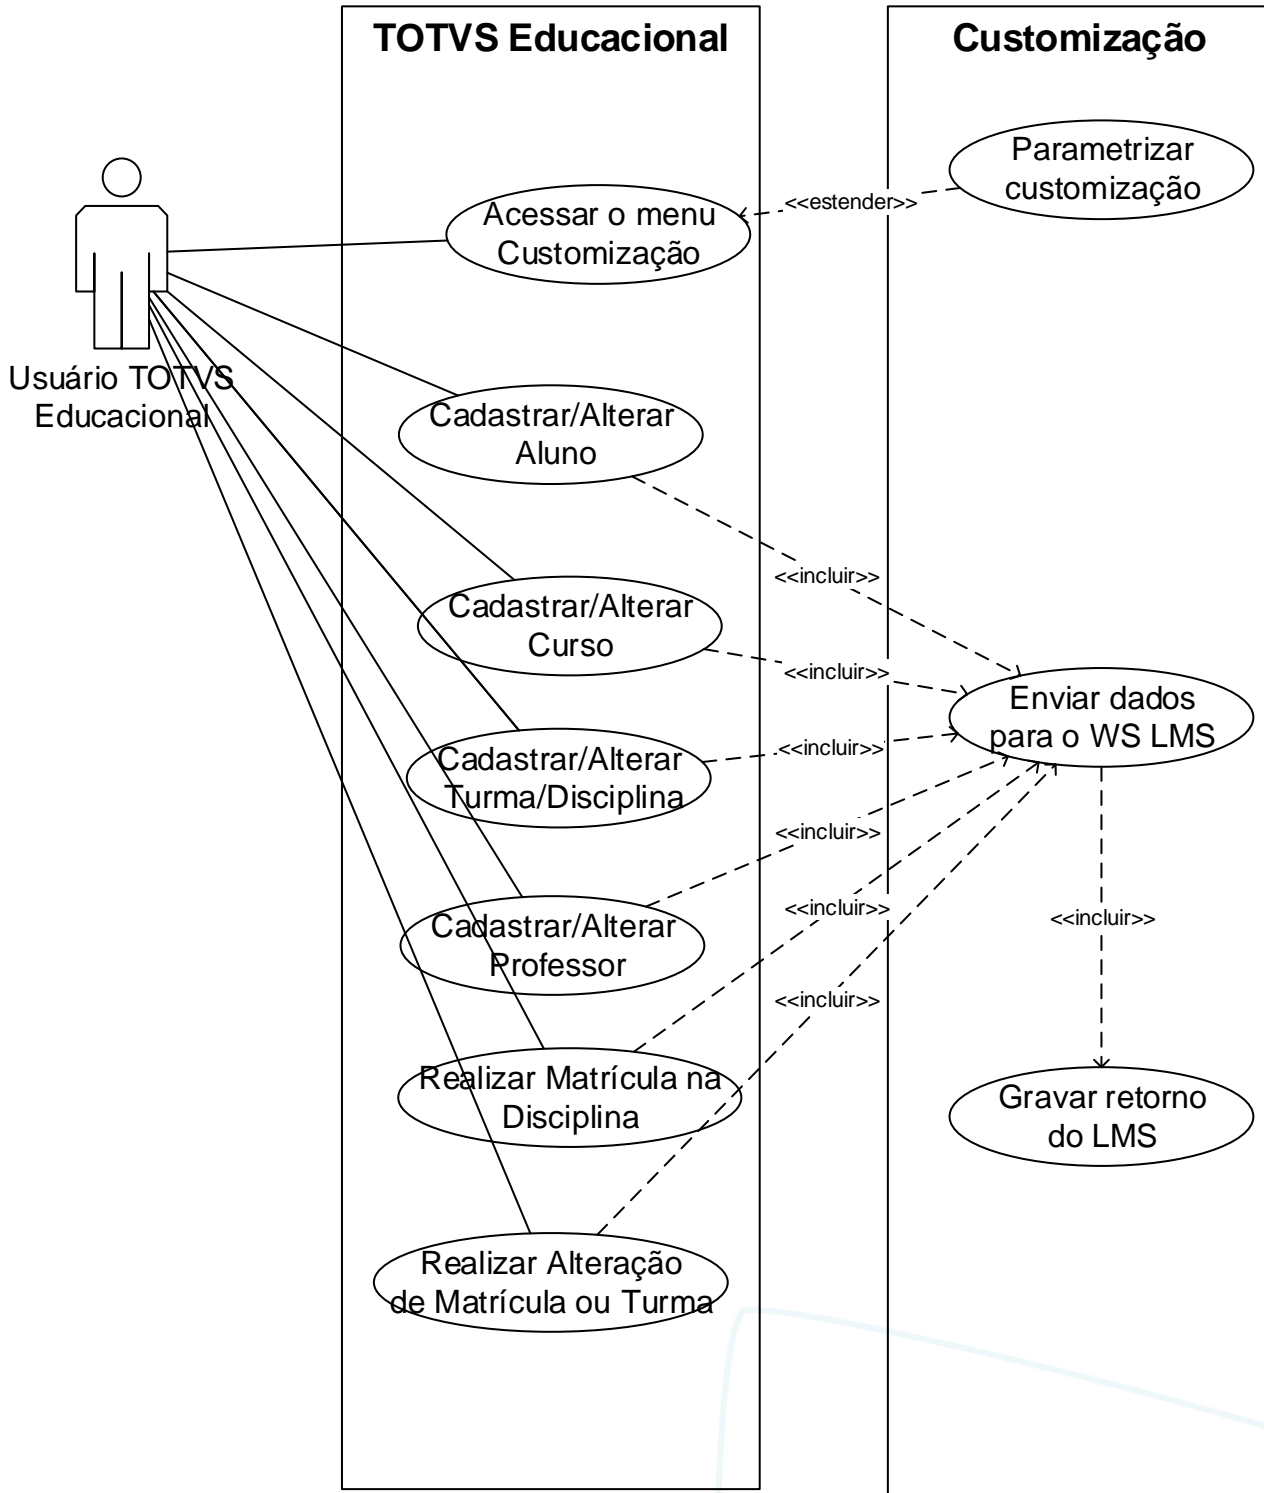 TOTVS Educacional
Customização
Parametrizar
customização
<<estender>>
Acessar o menu
Customização
Usuário TOTVS
Educacional
Cadastrar/Alterar
Aluno
<<incluir>>
Cadastrar/Alterar
Curso
<<incluir>>
Enviar dados
para o WS LMS
Cadastrar/Alterar
Turma/Disciplina
<<incluir>>
<<incluir>>
Cadastrar/Alterar
Professor
<<incluir>>
<<incluir>>
Realizar Matrícula na
Disciplina
<<incluir>>
Gravar retorno
do LMS
Realizar Alteração
de Matrícula ou Turma